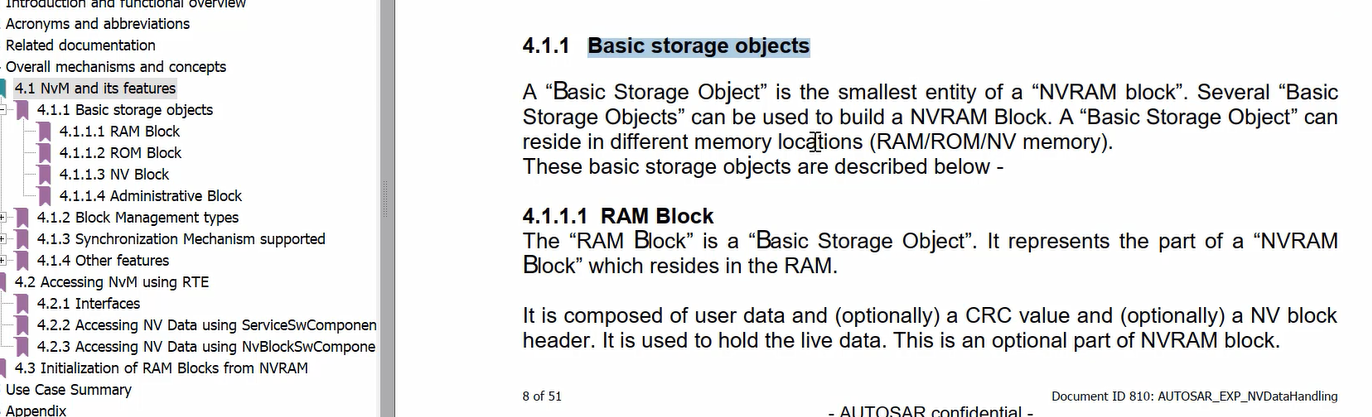 Introduction and functional overview
Acronyms and abbreviations
Related documentation
Overall mechanisms and concepts
4.1 NvM and its features
4.1.1 Basic storage objects
4.1.1.1 RAM Block
4.1.1.2 ROM Block
4.1.1.3 NV Block
4.1.1.4 Administrative Block
4.1.2 Block Management types
4.1.3 Synchronization Mechanism supported
4.1.4 Other features
4.2 Accessing NvM using RTE
4.2.1 Interfaces
4.2.2 Accessing NV Data using ServiceSwComponen
4.2.3 Accessing NV Data using NvBlockSwCompone
4.3 Initialization of RAM Blocks from NVRAM
Use Case Summary
Appendix
4.1.1 Basic storage objects
A “Basic Storage Object” is the smallest entity of a “NVRAM block”. Several “Basic
Storage Objects” can be used to build a NVRAM Block. A “Basic Storage Object” can
reside in different memory locations (RAM/ROM/NV memory).
These basic storage objects are described below -
4.1.1.1 RAM Block
The “RAM Block” is a “Basic Storage Object”. It represents the part of a “NVRAM
Block” which resides in the RAM.
It is composed of user data and (optionally) a CRC value and (optionally) a NV block
header. It is used to hold the live data. This is an optional part of NVRAM block.
8 of 51
Document ID 810: AUTOSAR_EXP_NVDataHandling
- AUTOSAR confidential -